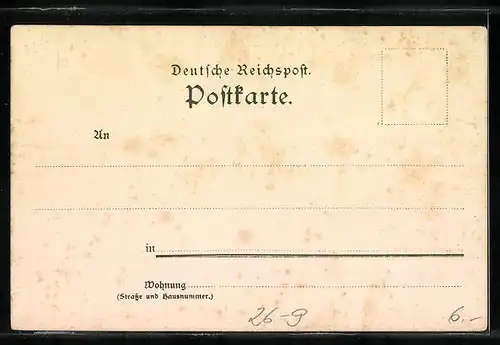 Deutsche Reichspost.
Postkarte.
An
in
Wohnung
(Straße und Hausnummer.)
26-9
6.-